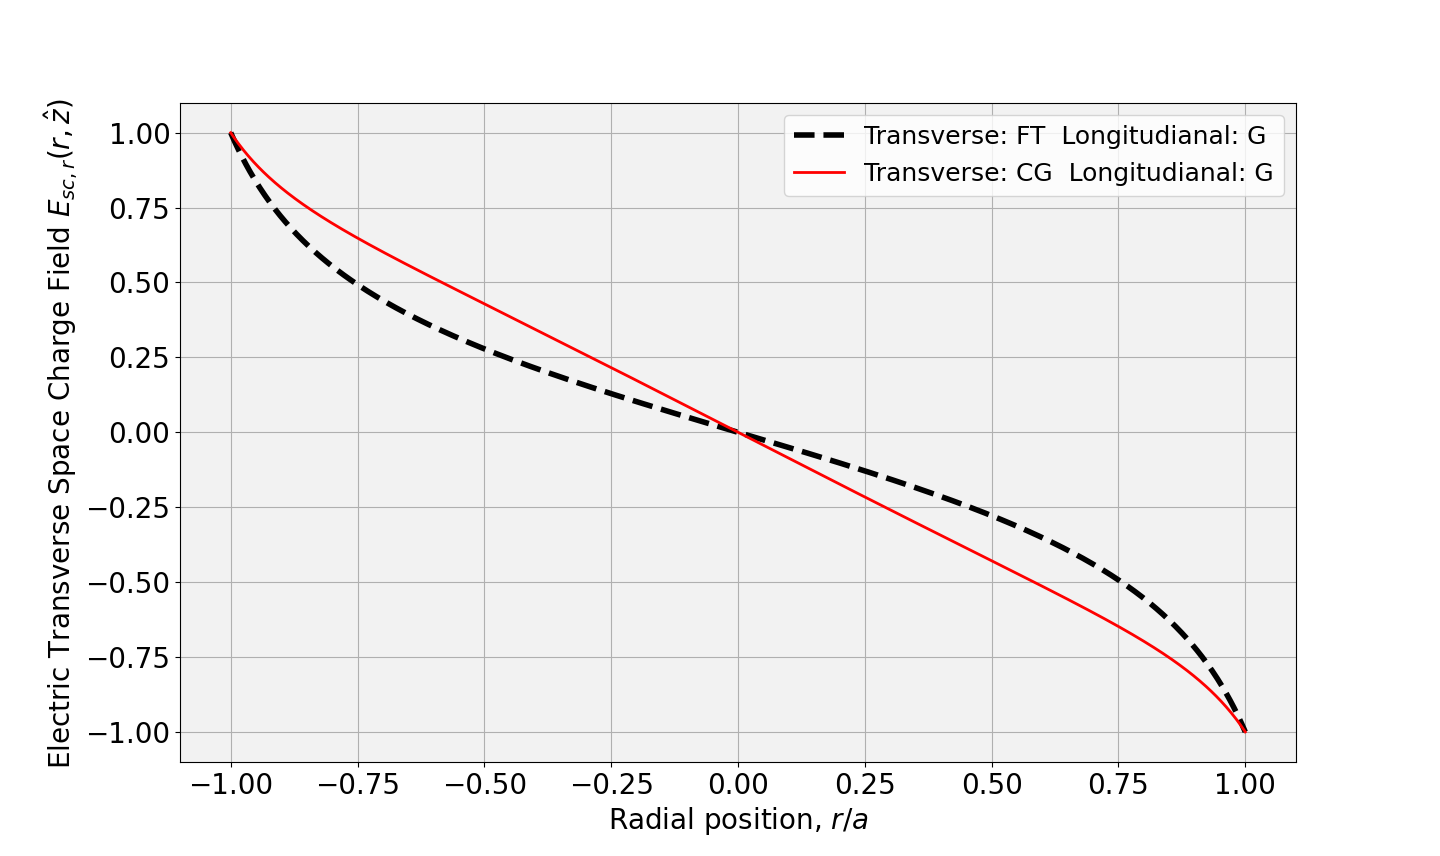 Electric Transverse Space Charge Field $E_{sc,r}(r,\hat{z})$
1.00
0.75
0.50
0.25
0.00
−0.25
−0.50
−0.75
−1.00
Transverse: FT  Longitudianal: G
Transverse: CG  Longitudianal: G
−1.00 −0.75 −0.50 −0.25 0.00 0.25 0.50 0.75 1.00
Radial position, $r/a$